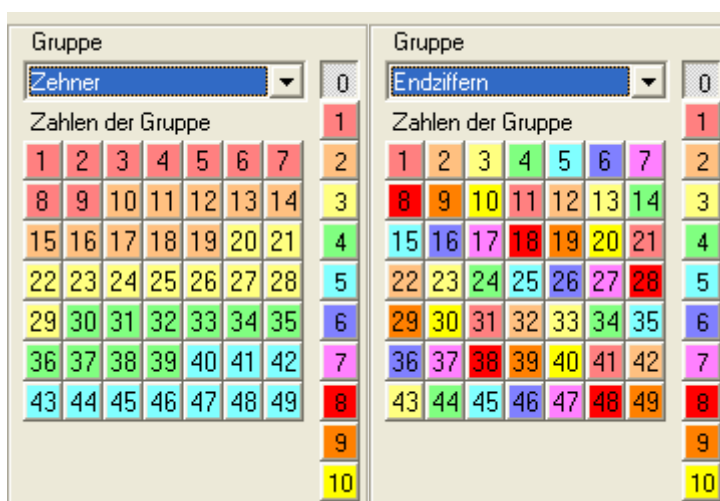 Gruppe
Zehner
0
Zahlen der Gruppe
1
1 2 3 4 5 6 7
2
8 9 10 11 12 13 14
3
15 16 17 18 19 20 21
4
22 23 24 25 26 27 28
5
29 30 31 32 33 34 35
6
36 37 38 39 40 41 42
7
43 44 45 46 47 48 49
8
9
10
Gruppe
Endziffern
0
Zahlen der Gruppe
1
1 2 3 4 5 6 7
2
8 9 10 11 12 13 14
3
15 16 17 18 19 20 21
4
22 23 24 25 26 27 28
5
29 30 31 32 33 34 35
6
36 37 38 39 40 41 42
7
43 44 45 46 47 48 49
8
9
10